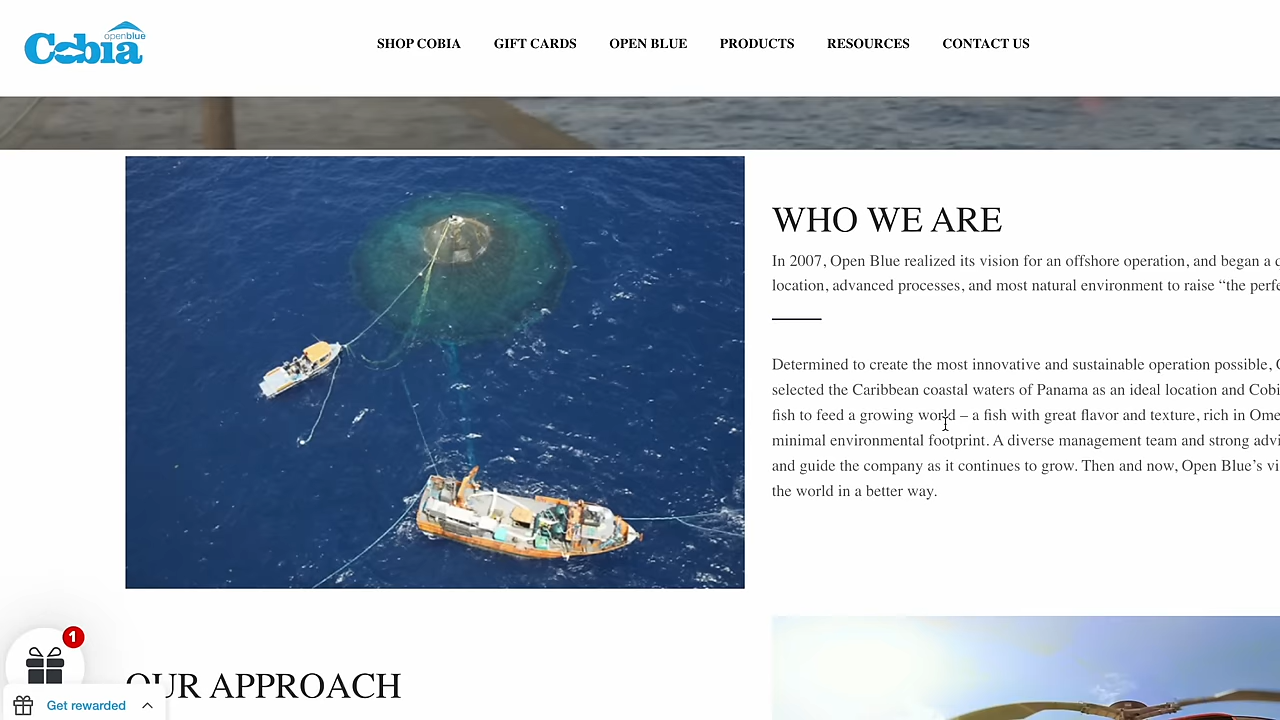 openblue
Cobia
SHOP COBIA GIFT CARDS OPEN BLUE PRODUCTS RESOURCES CONTACT US
WHO WE ARE
In 2007, Open Blue realized its vision for an offshore operation, and began a
location, advanced processes, and most natural environment to raise “the
Determined to create the most innovative and sustainable operation possible,
selected the Caribbean coastal waters of Panama as an ideal location and
fish to feed a growing world – a fish with great flavor and texture, rich in
minimal environmental footprint. A diverse management team and strong
and guide the company as it continues to grow. Then and now, Open Blue’s
the world in a better way.
OUR APPROACH
1
Get rewarded